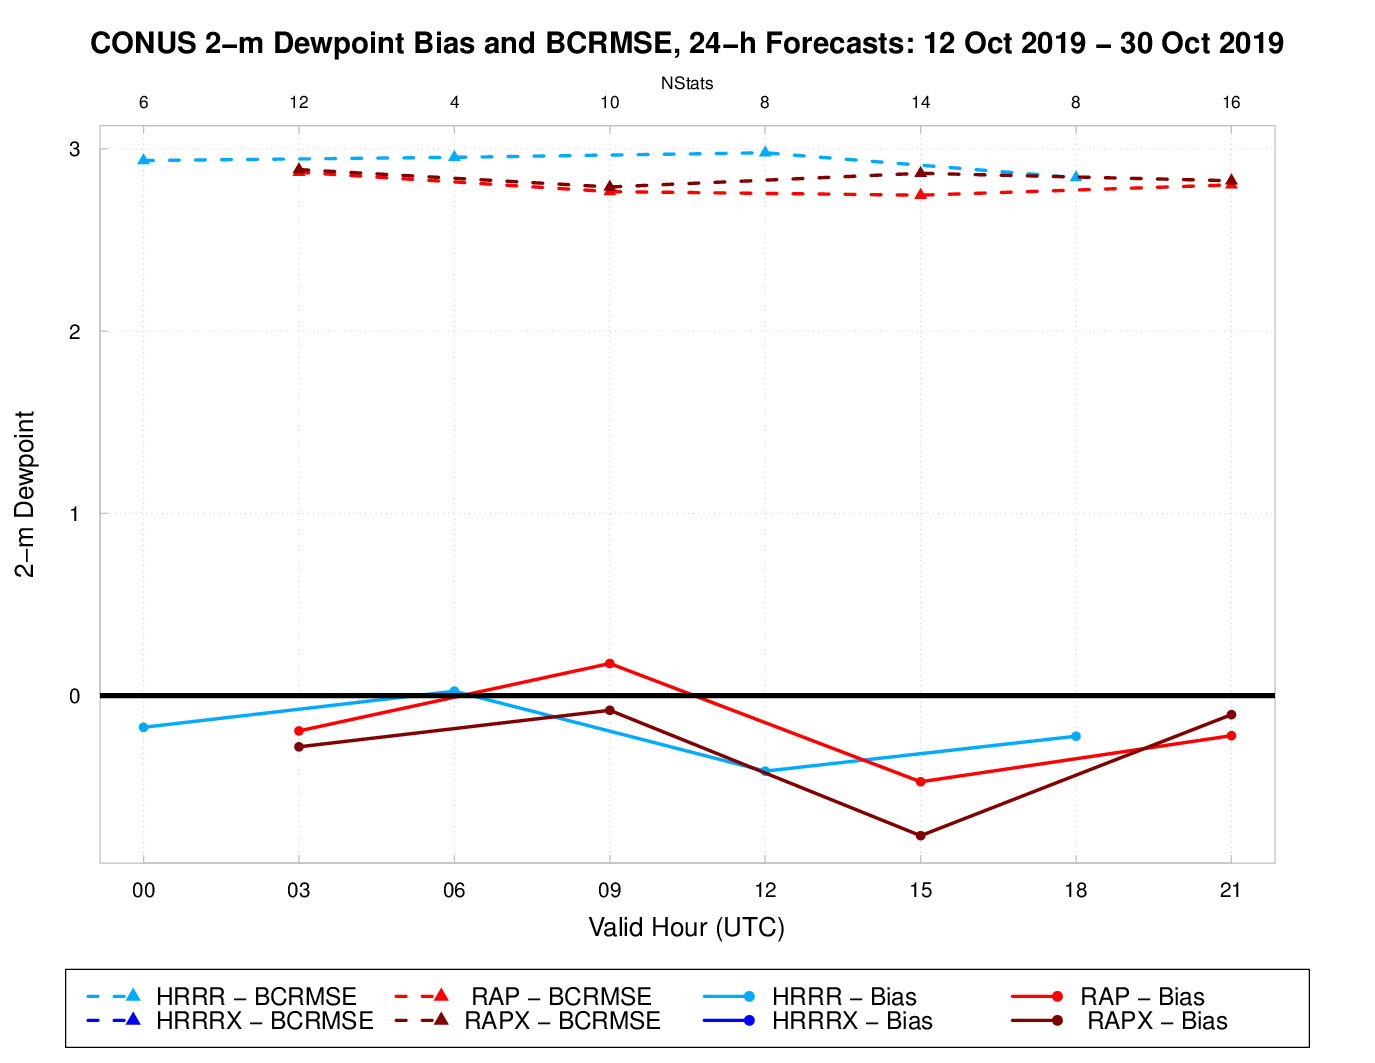 CONUS 2−m Dewpoint Bias and BCRMSE, 24−h Forecasts: 12 Oct 2019 − 30 Oct 2019
NStats
6 12 4 10 8 14 8 16
3
2
1
0
2−m Dewpoint
00 03 06 09 12 15 18 21
Valid Hour (UTC)
HRRR − BCRMSE RAP − BCRMSE HRRR − Bias RAP − Bias
HRRRX − BCRMSE RAPX − BCRMSE HRRRX − Bias RAPX − Bias